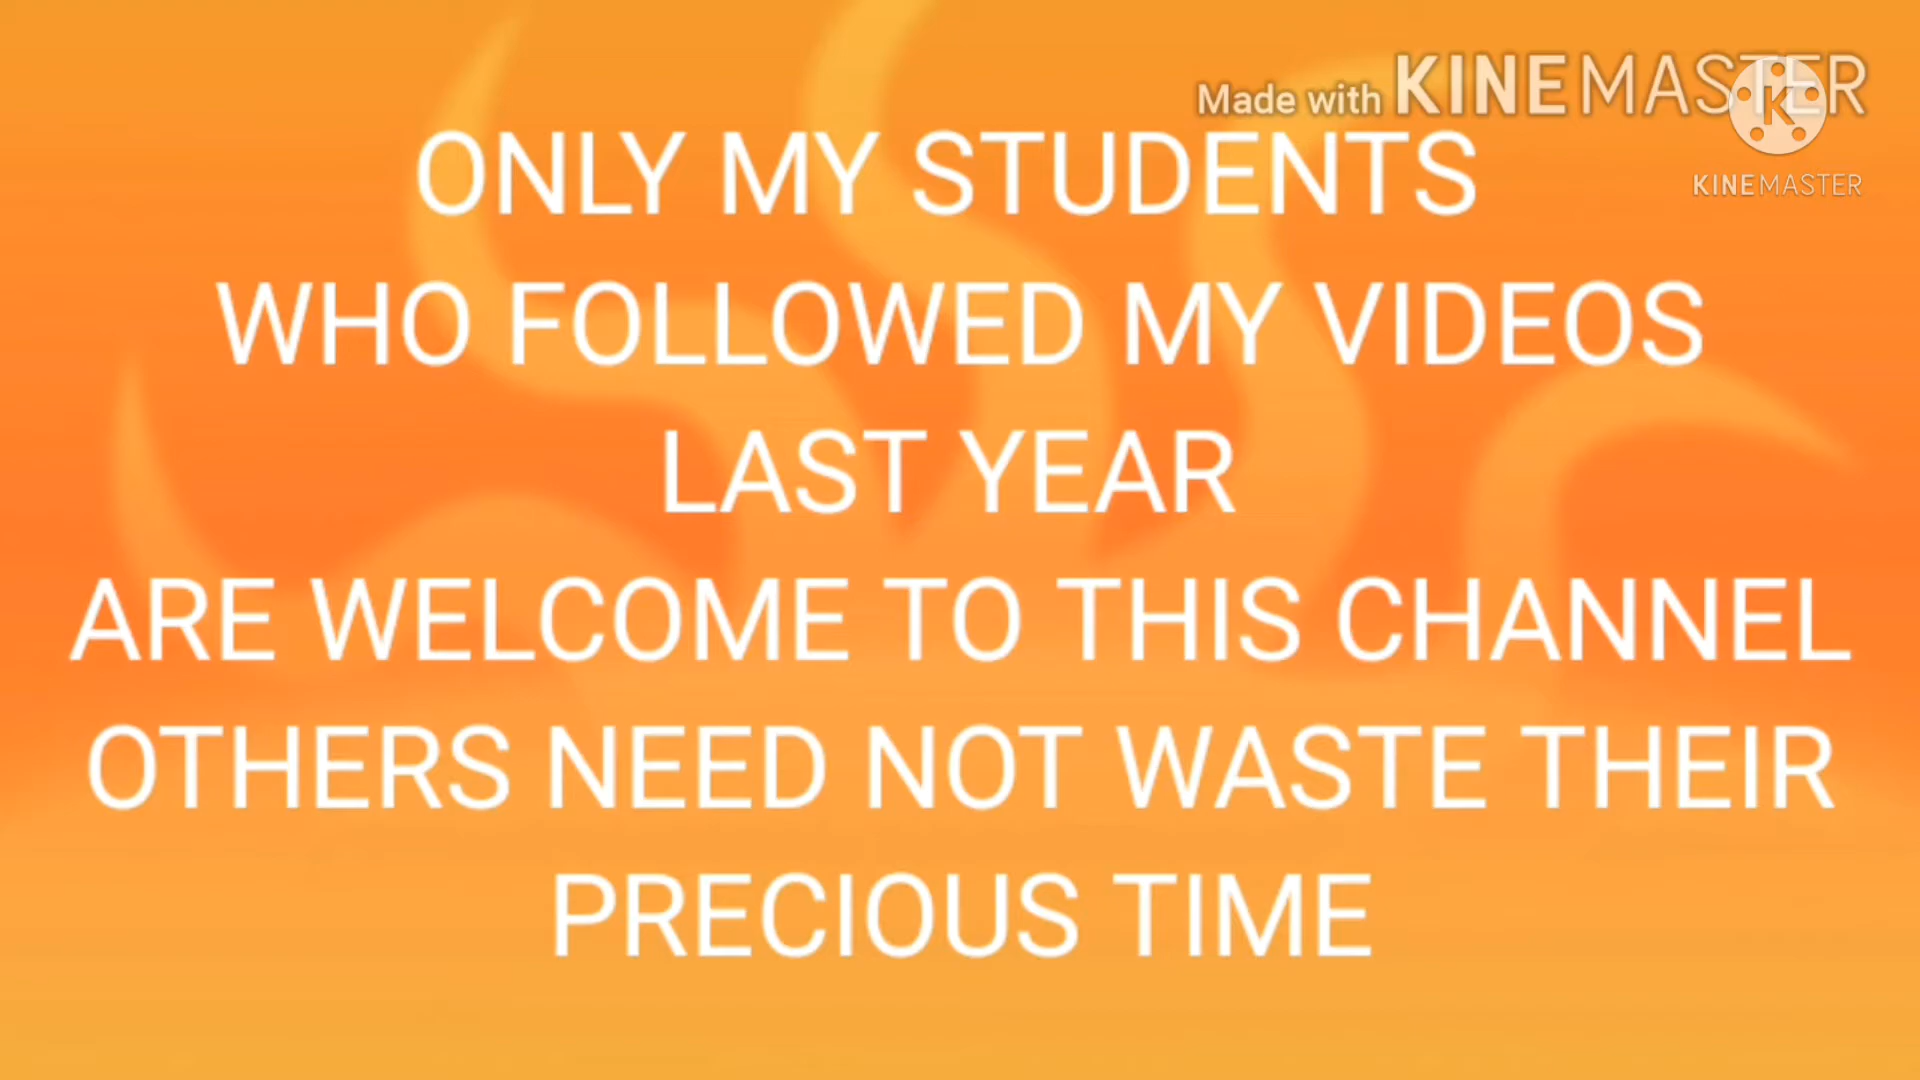 Made with KINEMASTER
K
KINEMASTER
ONLY MY STUDENTS
WHO FOLLOWED MY VIDEOS
LAST YEAR
ARE WELCOME TO THIS CHANNEL
OTHERS NEED NOT WASTE THEIR
PRECIOUS TIME